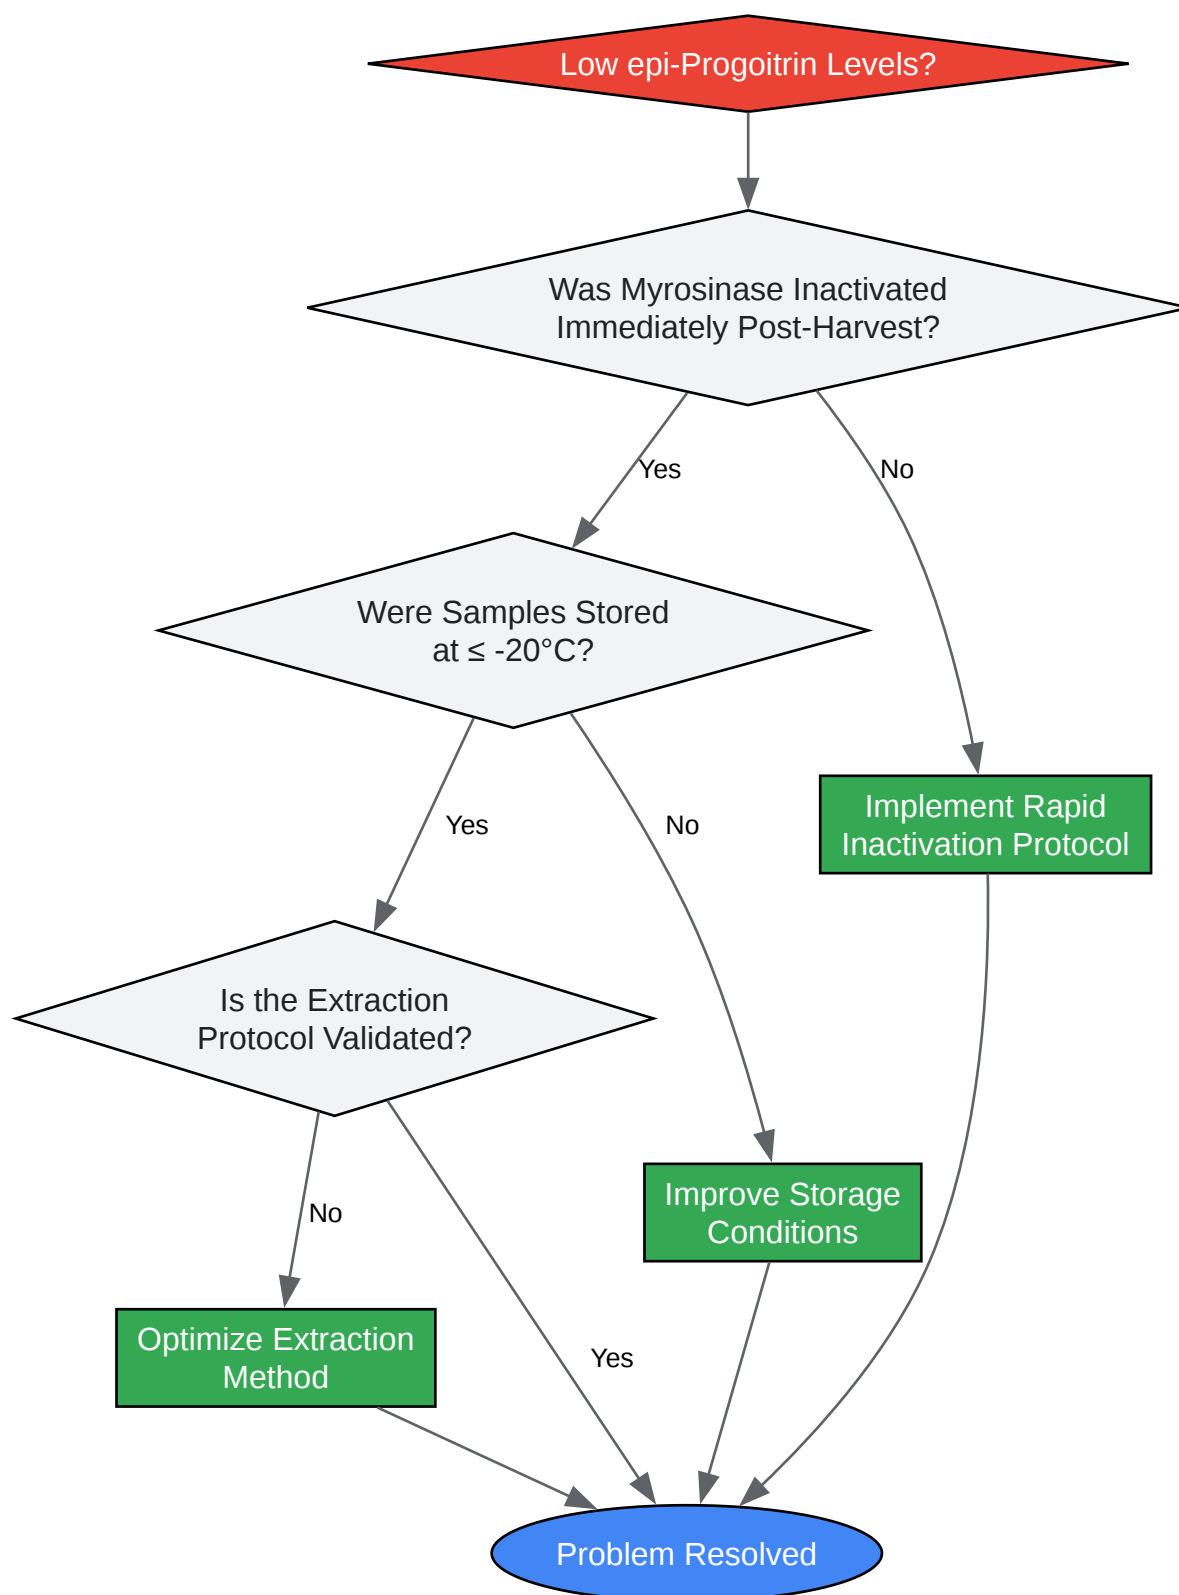 Low epi-Progoitrin Levels?
Was Myrosinase Inactivated
Immediately Post-Harvest?
Yes
No
Were Samples Stored
at ≤ -20°C?
Yes
No
Implement Rapid
Inactivation Protocol
Is the Extraction
Protocol Validated?
No
Improve Storage
Conditions
Optimize Extraction
Method
Yes
Problem Resolved